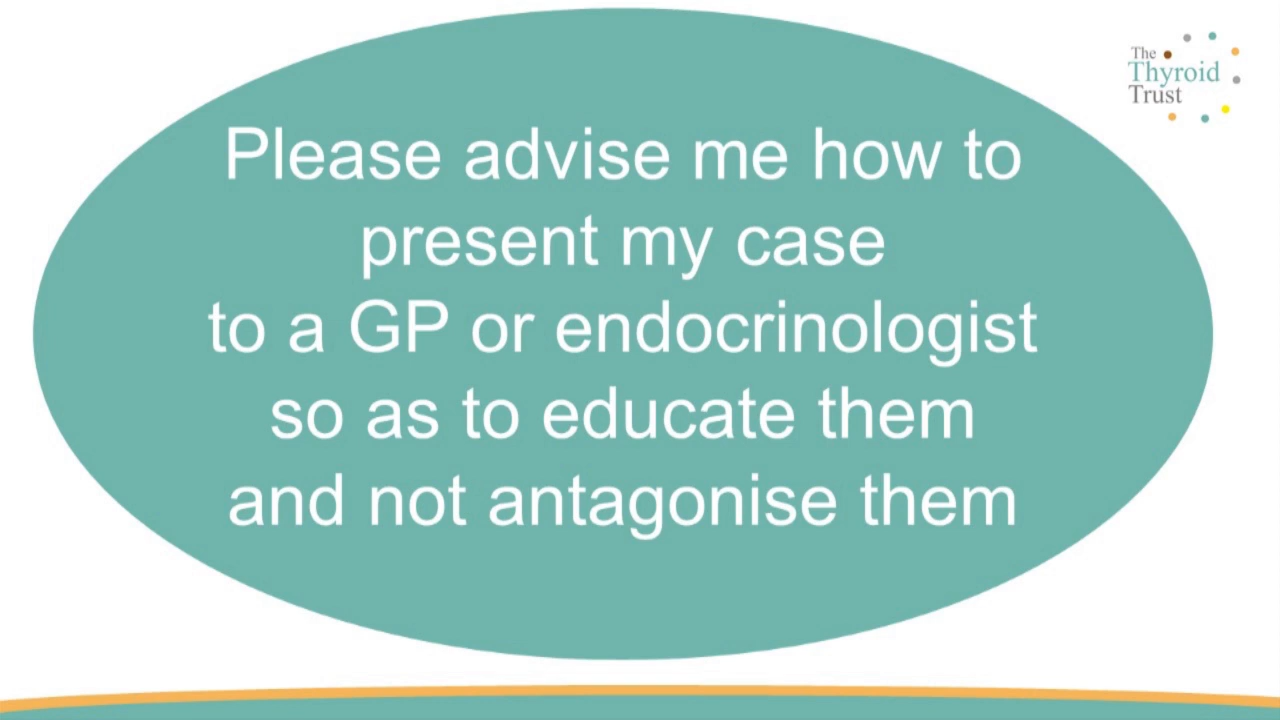 The
Thyroid
Trust
Please advise me how to
present my case
to a GP or endocrinologist
so as to educate them
and not antagonise them